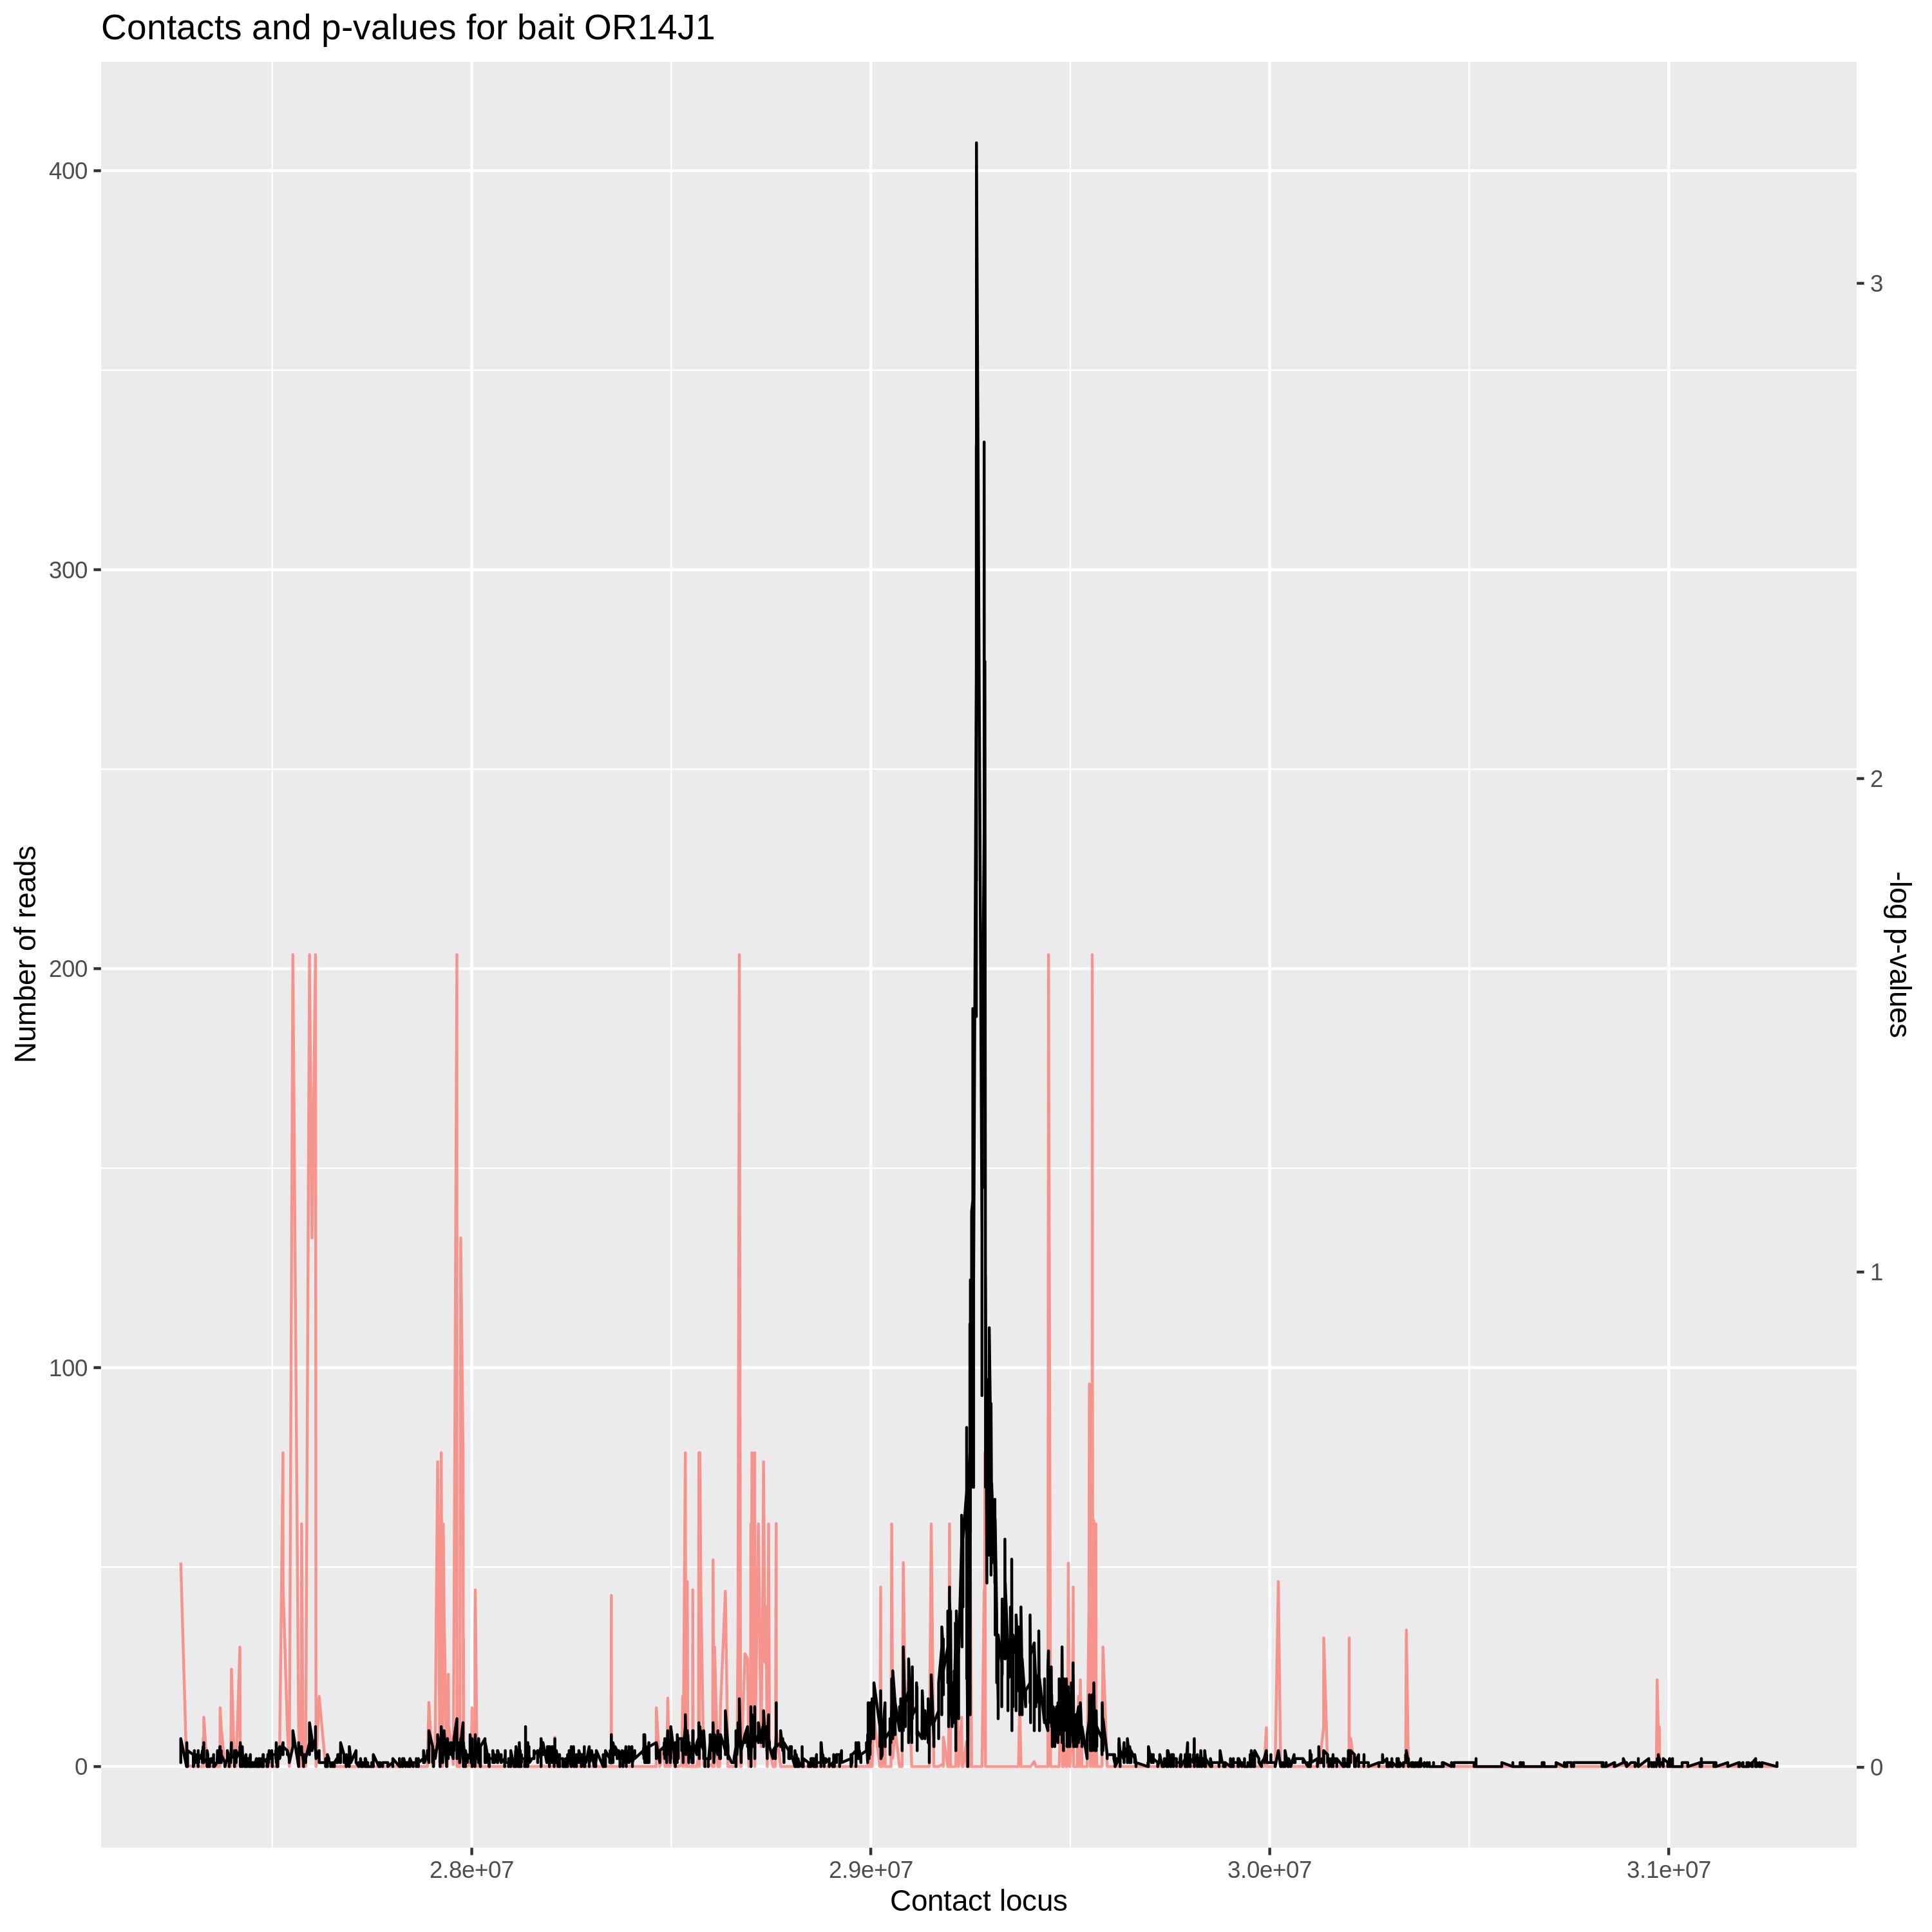 Contacts and p-values for bait OR14J1
400
300
200
100
0
Number of reads
3
2
1
0
-log p-values
2.8e+07
2.9e+07
3.0e+07
3.1e+07
Contact locus